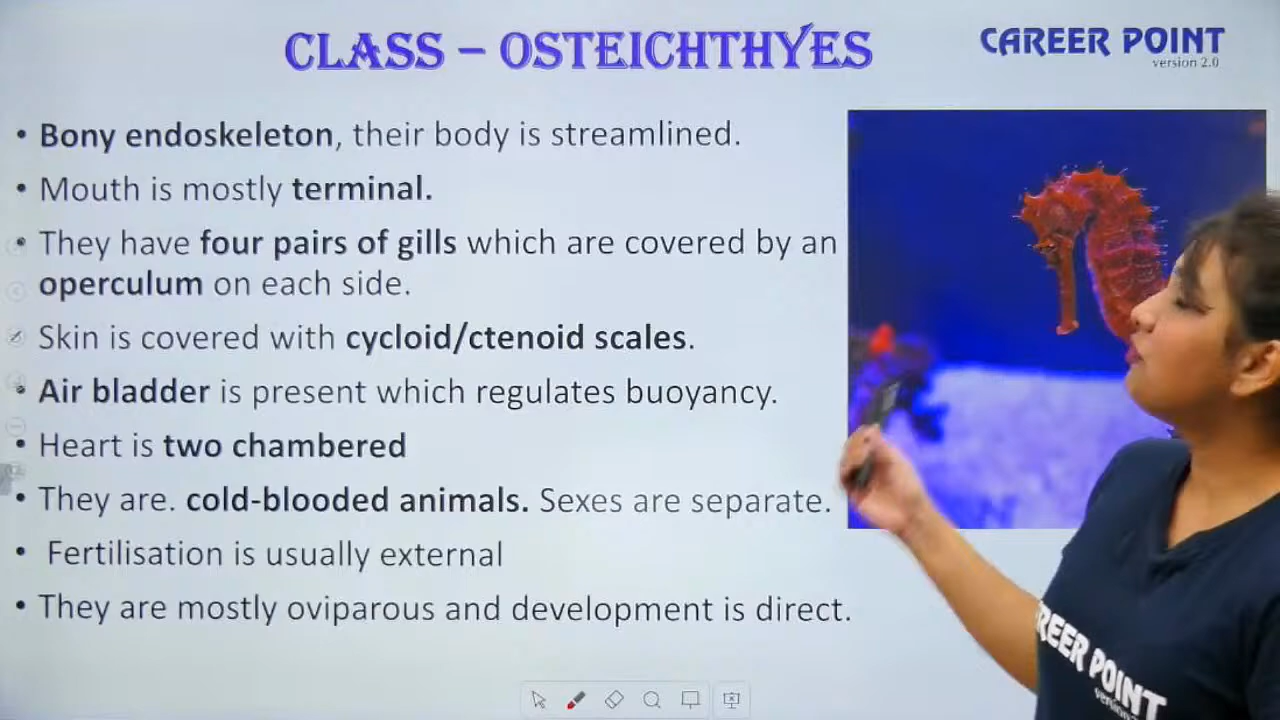 CLASS – OSTEICHTHYES
CAREER POINT
version 2.0
• Bony endoskeleton, their body is streamlined.
• Mouth is mostly terminal.
• They have four pairs of gills which are covered by an
operculum on each side.
• Skin is covered with cycloid/ctenoid scales.
• Air bladder is present which regulates buoyancy.
• Heart is two chambered
• They are. cold-blooded animals. Sexes are separate.
• Fertilisation is usually external
• They are mostly oviparous and development is direct.
REER POINT